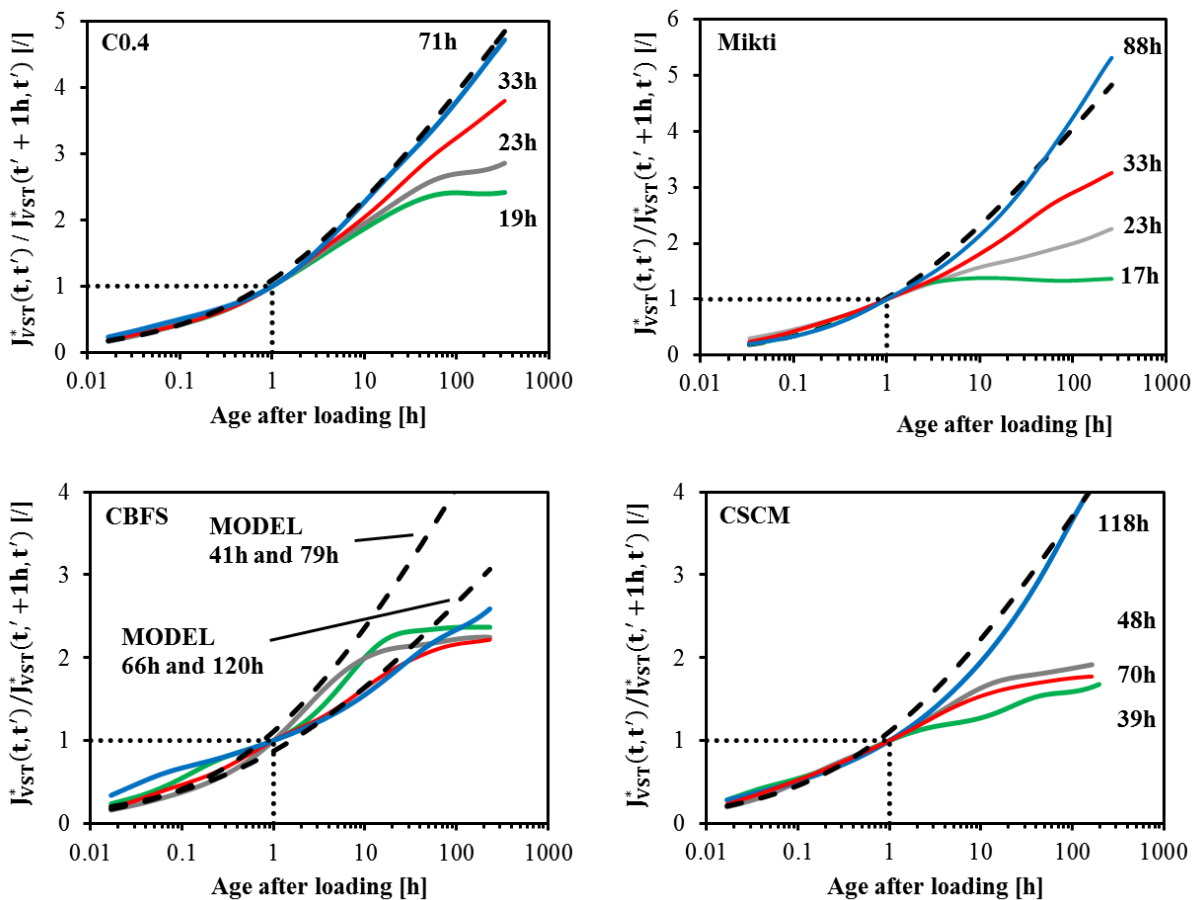 C0.4
71h
33h
23h
19h
J*VST(t,t′) / J*VST(t′ + 1h, t′) [/]
5
4
3
2
1
0
0.01 0.1 1 10 100 1000
Age after loading [h]
Mikti
88h
33h
23h
17h
J*VST(t,t′)/J*VST(t,′ +1h, t′) [/]
6
5
4
3
2
1
0
0.01 0.1 1 10 100 1000
Age after loading [h]
CBFS
MODEL
41h and 79h
MODEL
66h and 120h
J*VST(t,t′)/J*VST(t,′ +1h, t′) [/]
4
3
2
1
0
0.01 0.1 1 10 100 1000
Age after loading [h]
CSCM
118h
48h
70h
39h
J*VST(t,t′)/J*VST(t,′ +1h, t′) [/]
4
3
2
1
0
0.01 0.1 1 10 100 1000
Age after loading [h]